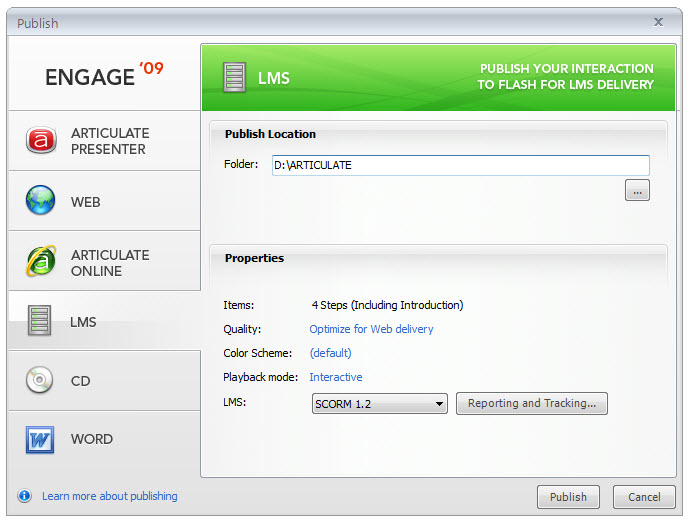 Publish
ENGAGE '09
ARTICULATE
PRESENTER
WEB
ARTICULATE
ONLINE
LMS
CD
WORD
LMS
PUBLISH YOUR INTERACTION
TO FLASH FOR LMS DELIVERY
Publish Location
Folder: D:\ARTICULATE
...
Properties
Items: 4 Steps (Including Introduction)
Quality: Optimize for Web delivery
Color Scheme: (default)
Playback mode: Interactive
LMS: SCORM 1.2 Reporting and Tracking...
Learn more about publishing
Publish Cancel